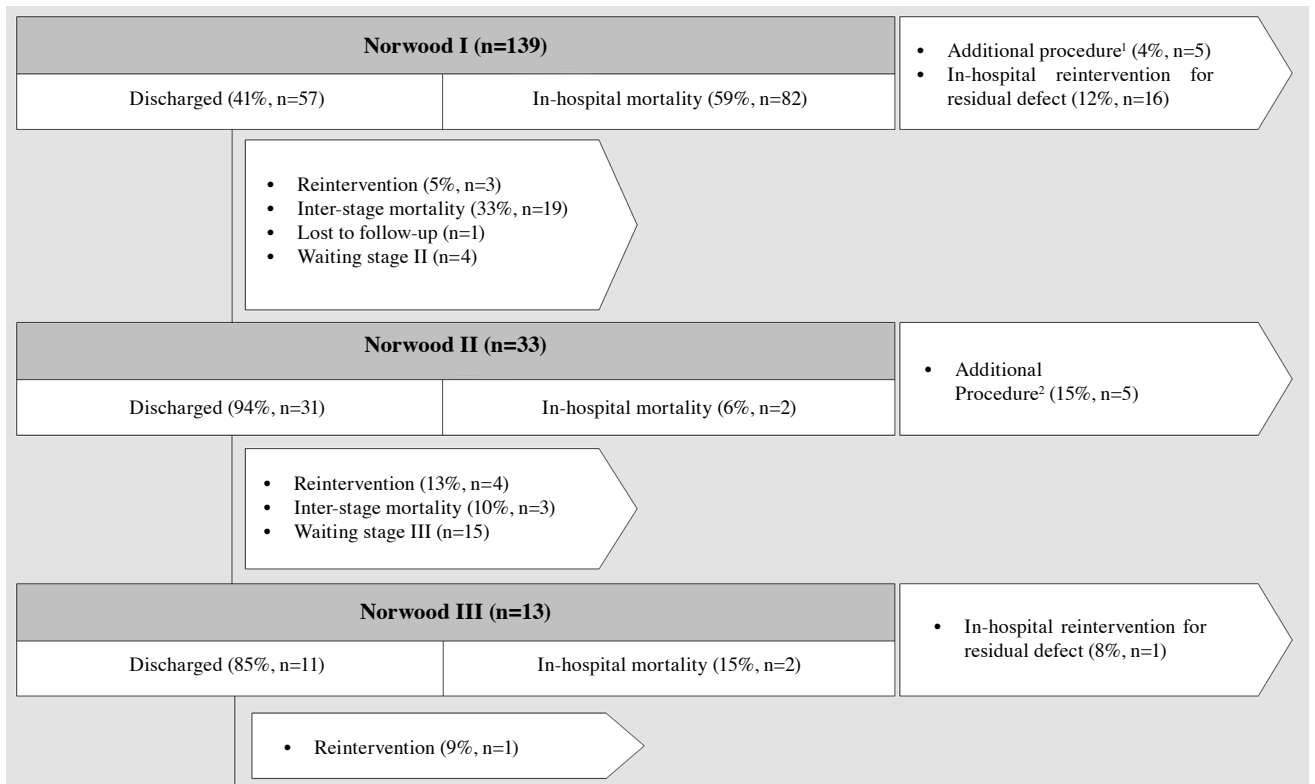 Norwood I (n=139)
Discharged (41%, n=57)
In-hospital mortality (59%, n=82)
• Additional procedure¹ (4%, n=5)
• In-hospital reintervention for
residual defect (12%, n=16)
• Reintervention (5%, n=3)
• Inter-stage mortality (33%, n=19)
• Lost to follow-up (n=1)
• Waiting stage II (n=4)
Norwood II (n=33)
Discharged (94%, n=31)
In-hospital mortality (6%, n=2)
• Additional
Procedure² (15%, n=5)
• Reintervention (13%, n=4)
• Inter-stage mortality (10%, n=3)
• Waiting stage III (n=15)
Norwood III (n=13)
Discharged (85%, n=11)
In-hospital mortality (15%, n=2)
• In-hospital reintervention for
residual defect (8%, n=1)
• Reintervention (9%, n=1)